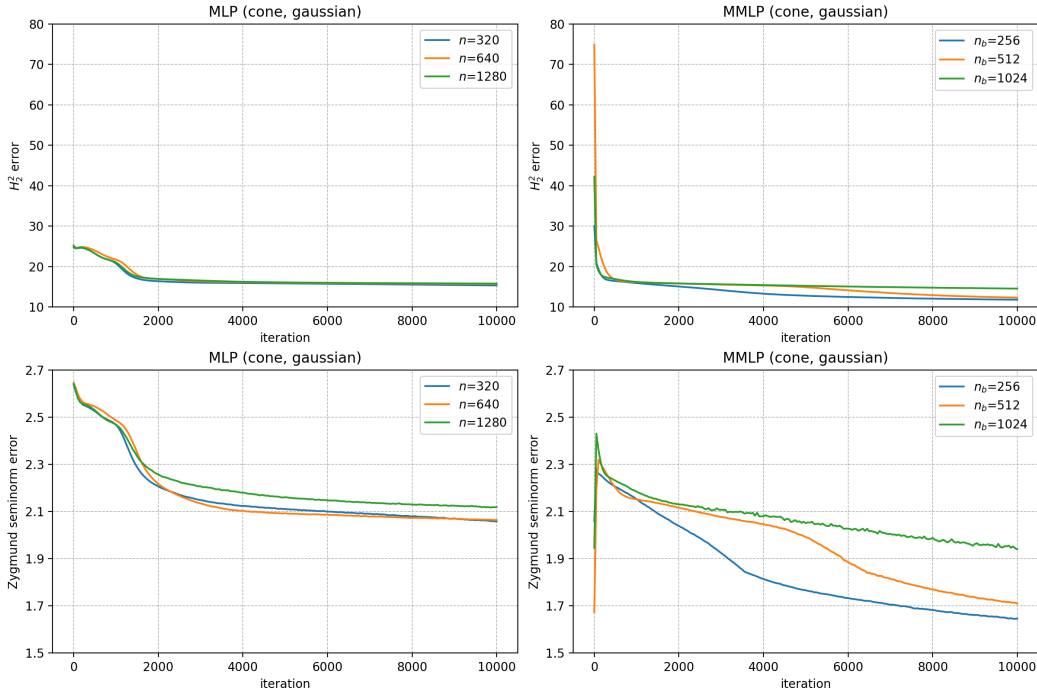 MLP (cone, gaussian)
80
70
60
50
40
30
20
10
H₂² error
n=320
n=640
n=1280
0
2000
4000
6000
8000
10000
iteration
MMLP (cone, gaussian)
80
70
60
50
40
30
20
10
H₂² error
n_b=256
n_b=512
n_b=1024
0
2000
4000
6000
8000
10000
iteration
MLP (cone, gaussian)
2.7
2.5
2.3
2.1
1.9
1.7
1.5
Zygmund seminorm error
n=320
n=640
n=1280
0
2000
4000
6000
8000
10000
iteration
MMLP (cone, gaussian)
2.7
2.5
2.3
2.1
1.9
1.7
1.5
Zygmund seminorm error
n_b=256
n_b=512
n_b=1024
0
2000
4000
6000
8000
10000
iteration